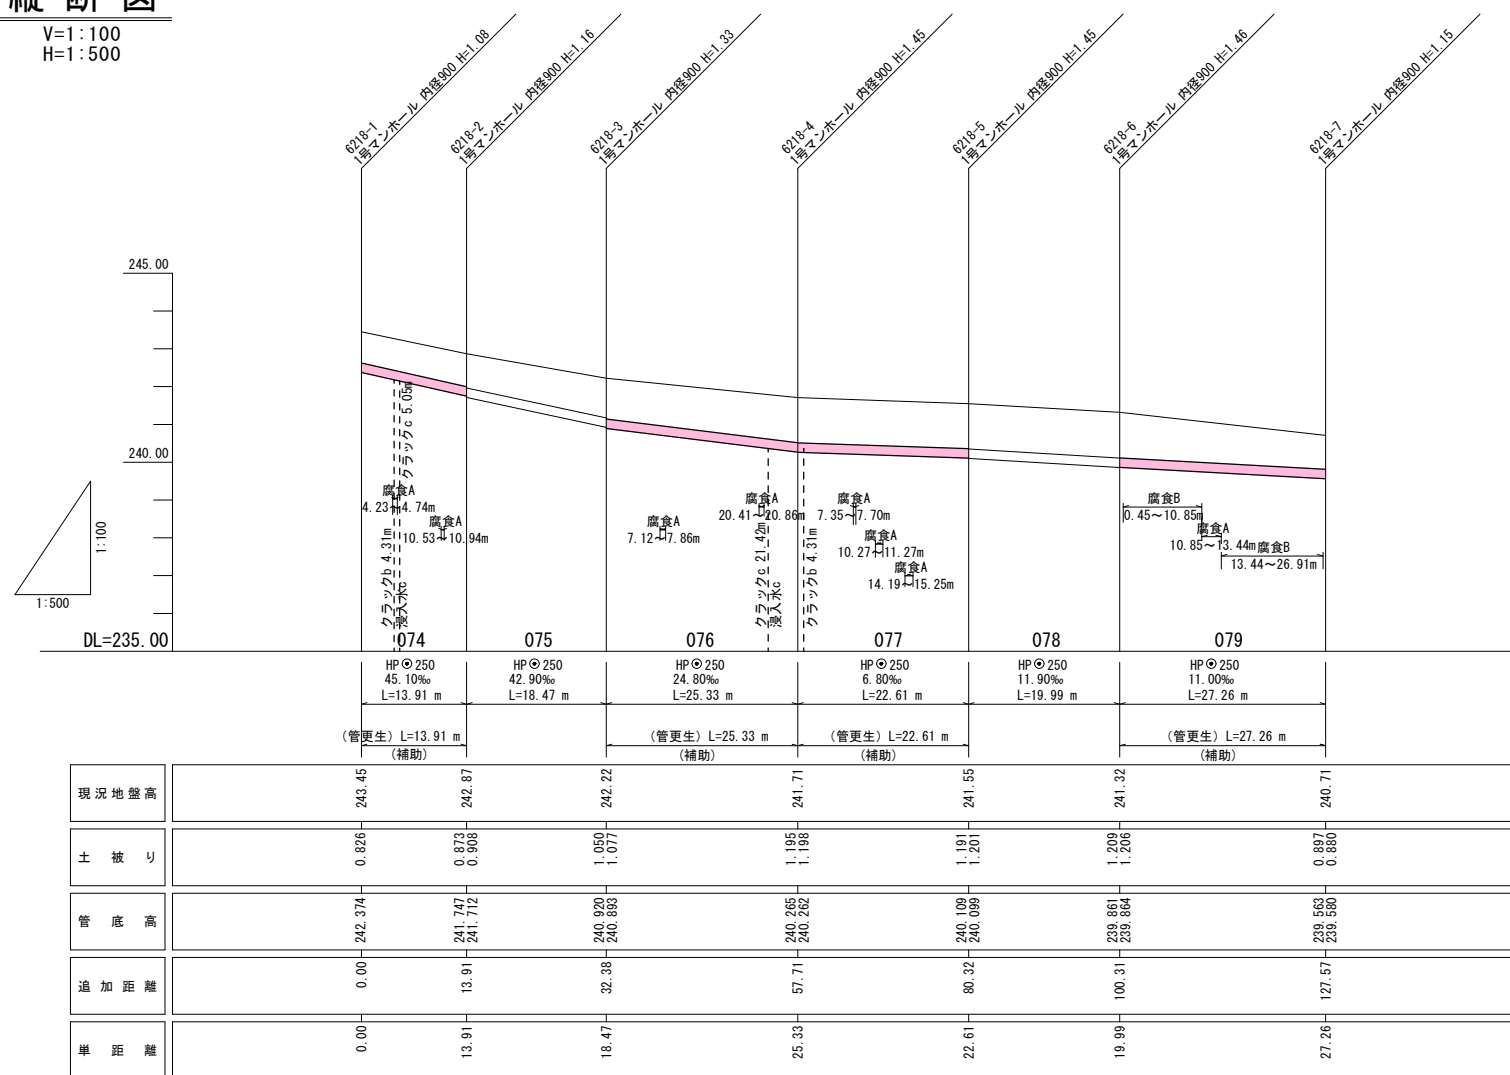 縦断図
V=1:100
H=1:500
6218-1
1号マンホール 内径900 H=1.08
6218-2
1号マンホール 内径900 H=1.16
6218-3
1号マンホール 内径900 H=1.33
6218-4
1号マンホール 内径900 H=1.45
6218-5
1号マンホール 内径900 H=1.45
6218-6
1号マンホール 内径900 H=1.46
6218-7
1号マンホール 内径900 H=1.15
245.00
240.00
DL=235.00
1:100
1:500
クラックb 4.31m
クラックc 5.05m
浸入水c
腐食A
4.23~4.74m
腐食A
10.53~10.94m
腐食A
7.12~7.86m
腐食A
20.41~20.86m
クラックc 21.42m
浸入水c
クラックb 4.31m
腐食A
7.35~7.70m
腐食A
10.27~11.27m
腐食A
14.19~15.25m
腐食B
0.45~10.85m
腐食A
10.85~13.44m
腐食B
13.44~26.91m
074 075 076 077 078 079
HP◉250 HP◉250 HP◉250 HP◉250 HP◉250 HP◉250
45.10‰ 42.90‰ 24.80‰ 6.80‰ 11.90‰ 11.00‰
L=13.91 m L=18.47 m L=25.33 m L=22.61 m L=19.99 m L=27.26 m
(管更生) L=13.91 m (管更生) L=25.33 m (管更生) L=22.61 m (管更生) L=27.26 m
(補助) (補助) (補助) (補助)
現況地盤高 243.45 242.87 242.22 241.71 241.55 241.32 240.71
土被り 0.826 0.873 0.908 1.050 1.077 1.195 1.198 1.191 1.201 1.209 1.206 0.897 0.880
管底高 242.374 241.747 241.712 240.920 240.893 240.265 240.262 240.109 240.099 239.861 239.864 239.563 239.580
追加距離 0.00 13.91 32.38 57.71 80.32 100.31 127.57
単距離 0.00 13.91 18.47 25.33 22.61 19.99 27.26